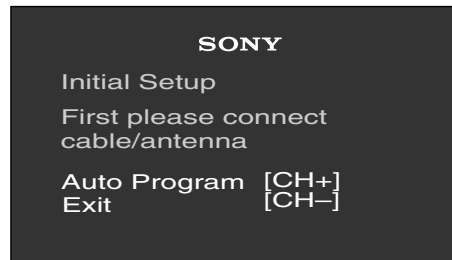 SONY
Initial Setup
First please connect
cable/antenna
Auto Program [CH+]
Exit [CH–]